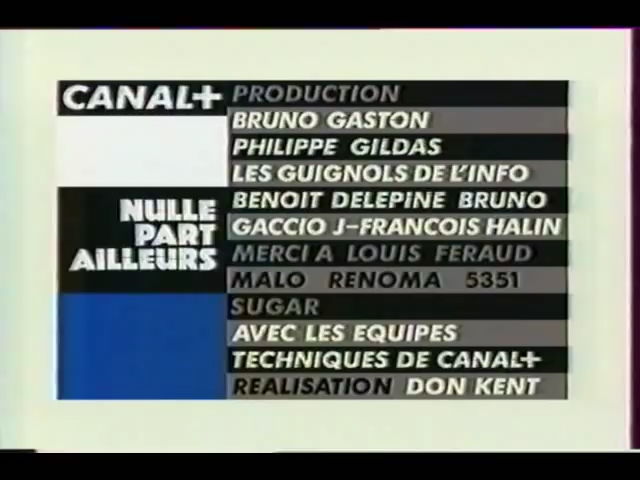 CANAL+ PRODUCTION
BRUNO GASTON
PHILIPPE GILDAS
LES GUIGNOLS DE L'INFO
BENOIT DELEPiNE BRUNO
GACCIO J-FRANCOIS HALIN
MERCI A LOUIS FERAUD
MALO RENOMA 5351
SUGAR
AVEC LES EQUIPES
TECHNIQUES DE CANAL+
REALISATION DON KENT
NULLE
PART
AILLEURS